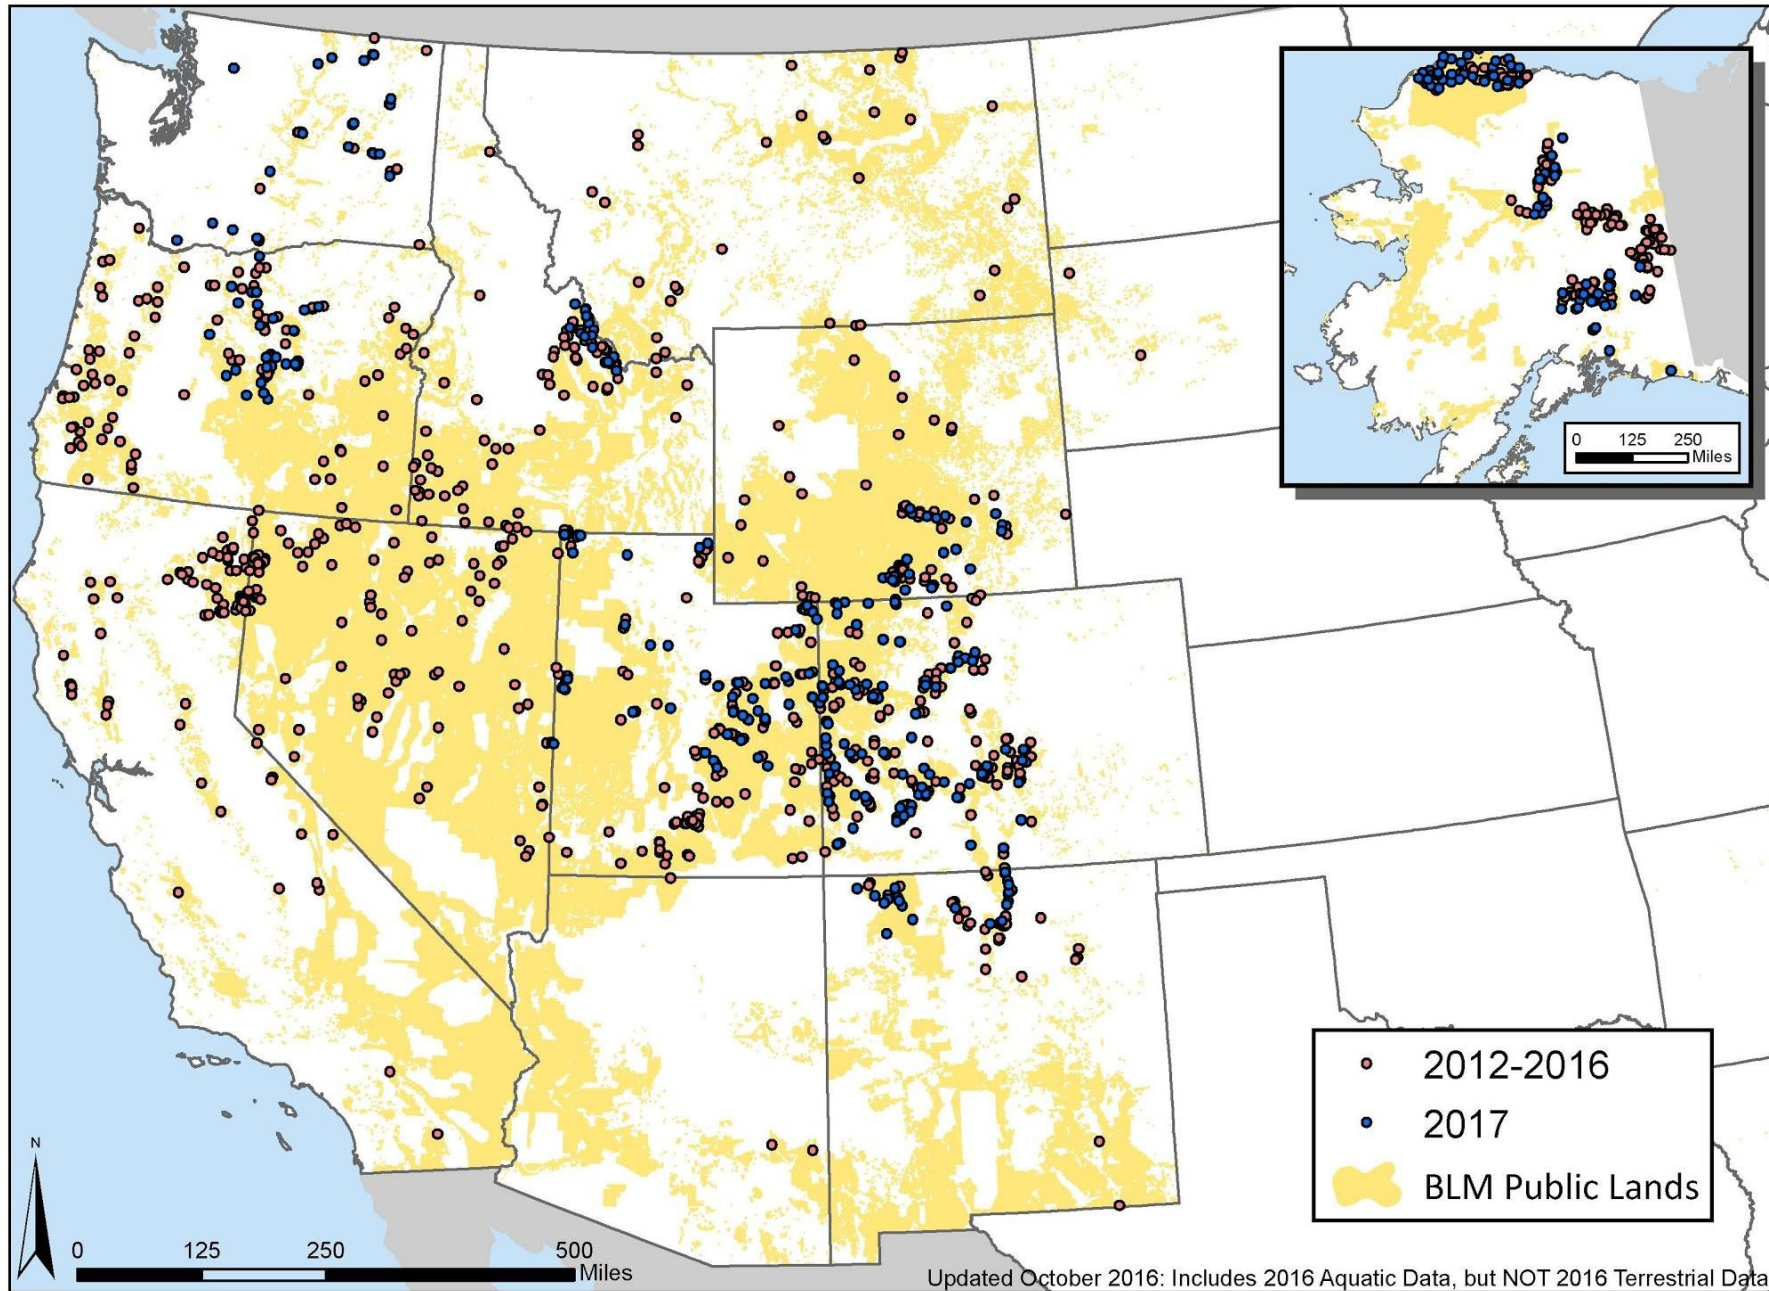 0 125 250
Miles
2012-2016
2017
BLM Public Lands
N
0 125 250 500
Miles
Updated October 2016: Includes 2016 Aquatic Data, but NOT 2016 Terrestrial Data